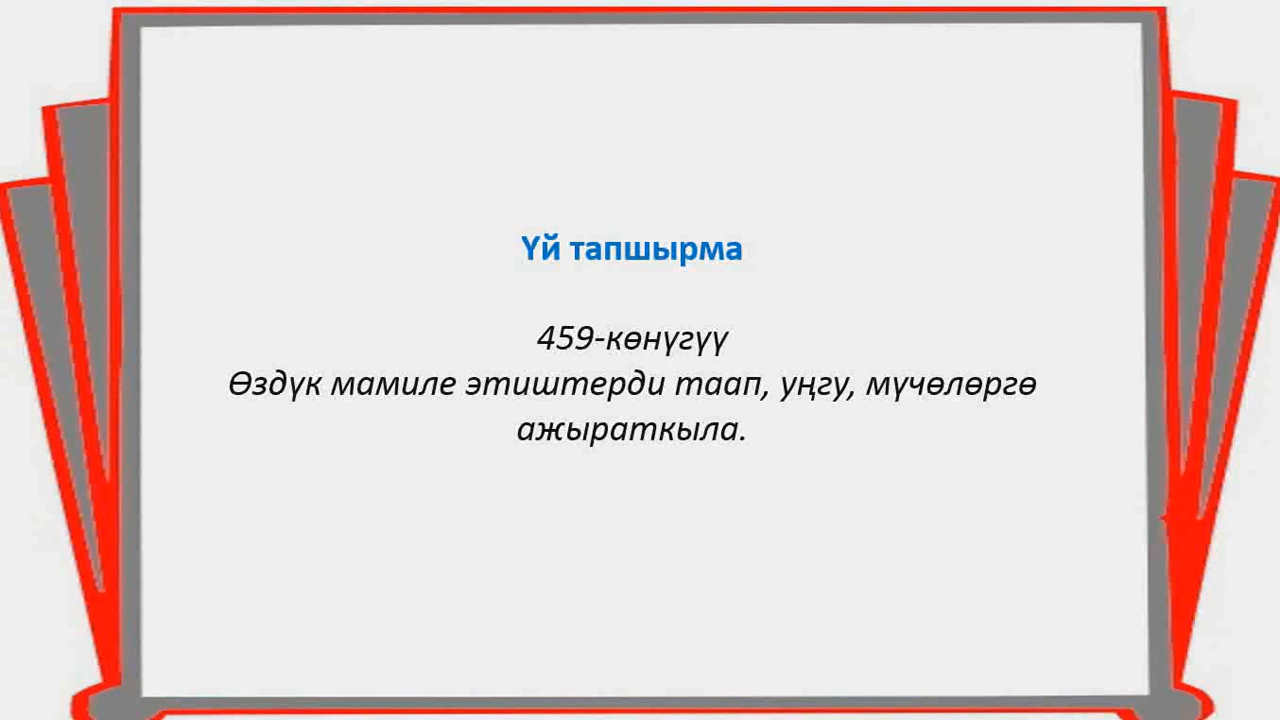 Үй тапшырма
459-көнүгүү
Өздүк мамиле этиштерди таап, уңгу, мүчөлөргө
ажыраткыла.